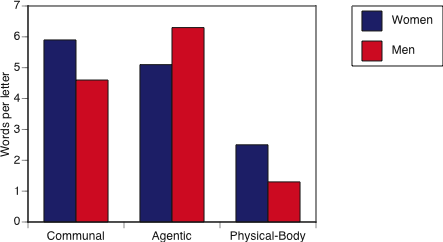 Words per letter
7
6
5
4
3
2
1
0
Communal
Agentic
Physical-Body
Women
Men